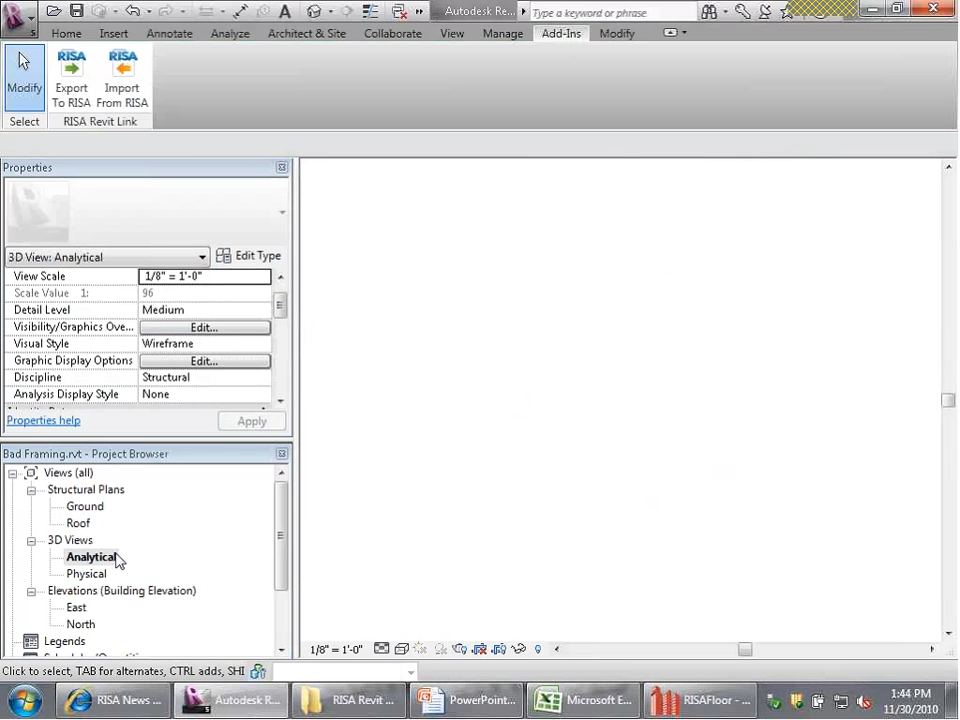 Autodesk Re...
Type a keyword or phrase
Home Insert Annotate Analyze Architect & Site Collaborate View Manage Add-Ins Modify
RISA RISA
Modify Export To RISA Import From RISA
Select RISA Revit Link
Properties
3D View: Analytical Edit Type
View Scale 1/8" = 1'-0"
Scale Value 1: 96
Detail Level Medium
Visibility/Graphics Ove... Edit...
Visual Style Wireframe
Graphic Display Options Edit...
Discipline Structural
Analysis Display Style None
Properties help Apply
Bad Framing.rvt - Project Browser
Views (all)
Structural Plans
Ground
Roof
3D Views
Analytical
Physical
Elevations (Building Elevation)
East
North
Legends
1/8" = 1'-0"
Click to select, TAB for alternates, CTRL adds, SHI
RISA News ... Autodesk R... RISA Revit ... PowerPoint... Microsoft E... RISAFloor - ...
1:44 PM
11/30/2010